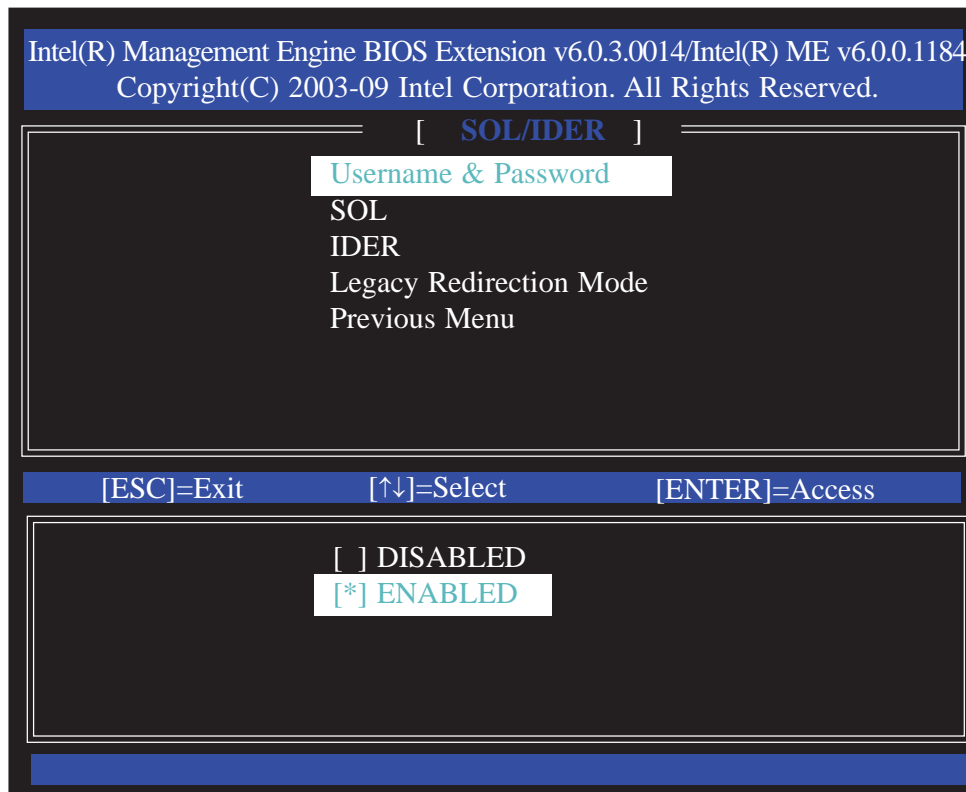 Intel(R) Management Engine BIOS Extension v6.0.3.0014/Intel(R) ME v6.0.0.1184
Copyright(C) 2003-09 Intel Corporation. All Rights Reserved.
[ SOL/IDER ]
Username & Password
SOL
IDER
Legacy Redirection Mode
Previous Menu
[ESC]=Exit [↑↓]=Select [ENTER]=Access
[ ] DISABLED
[*] ENABLED